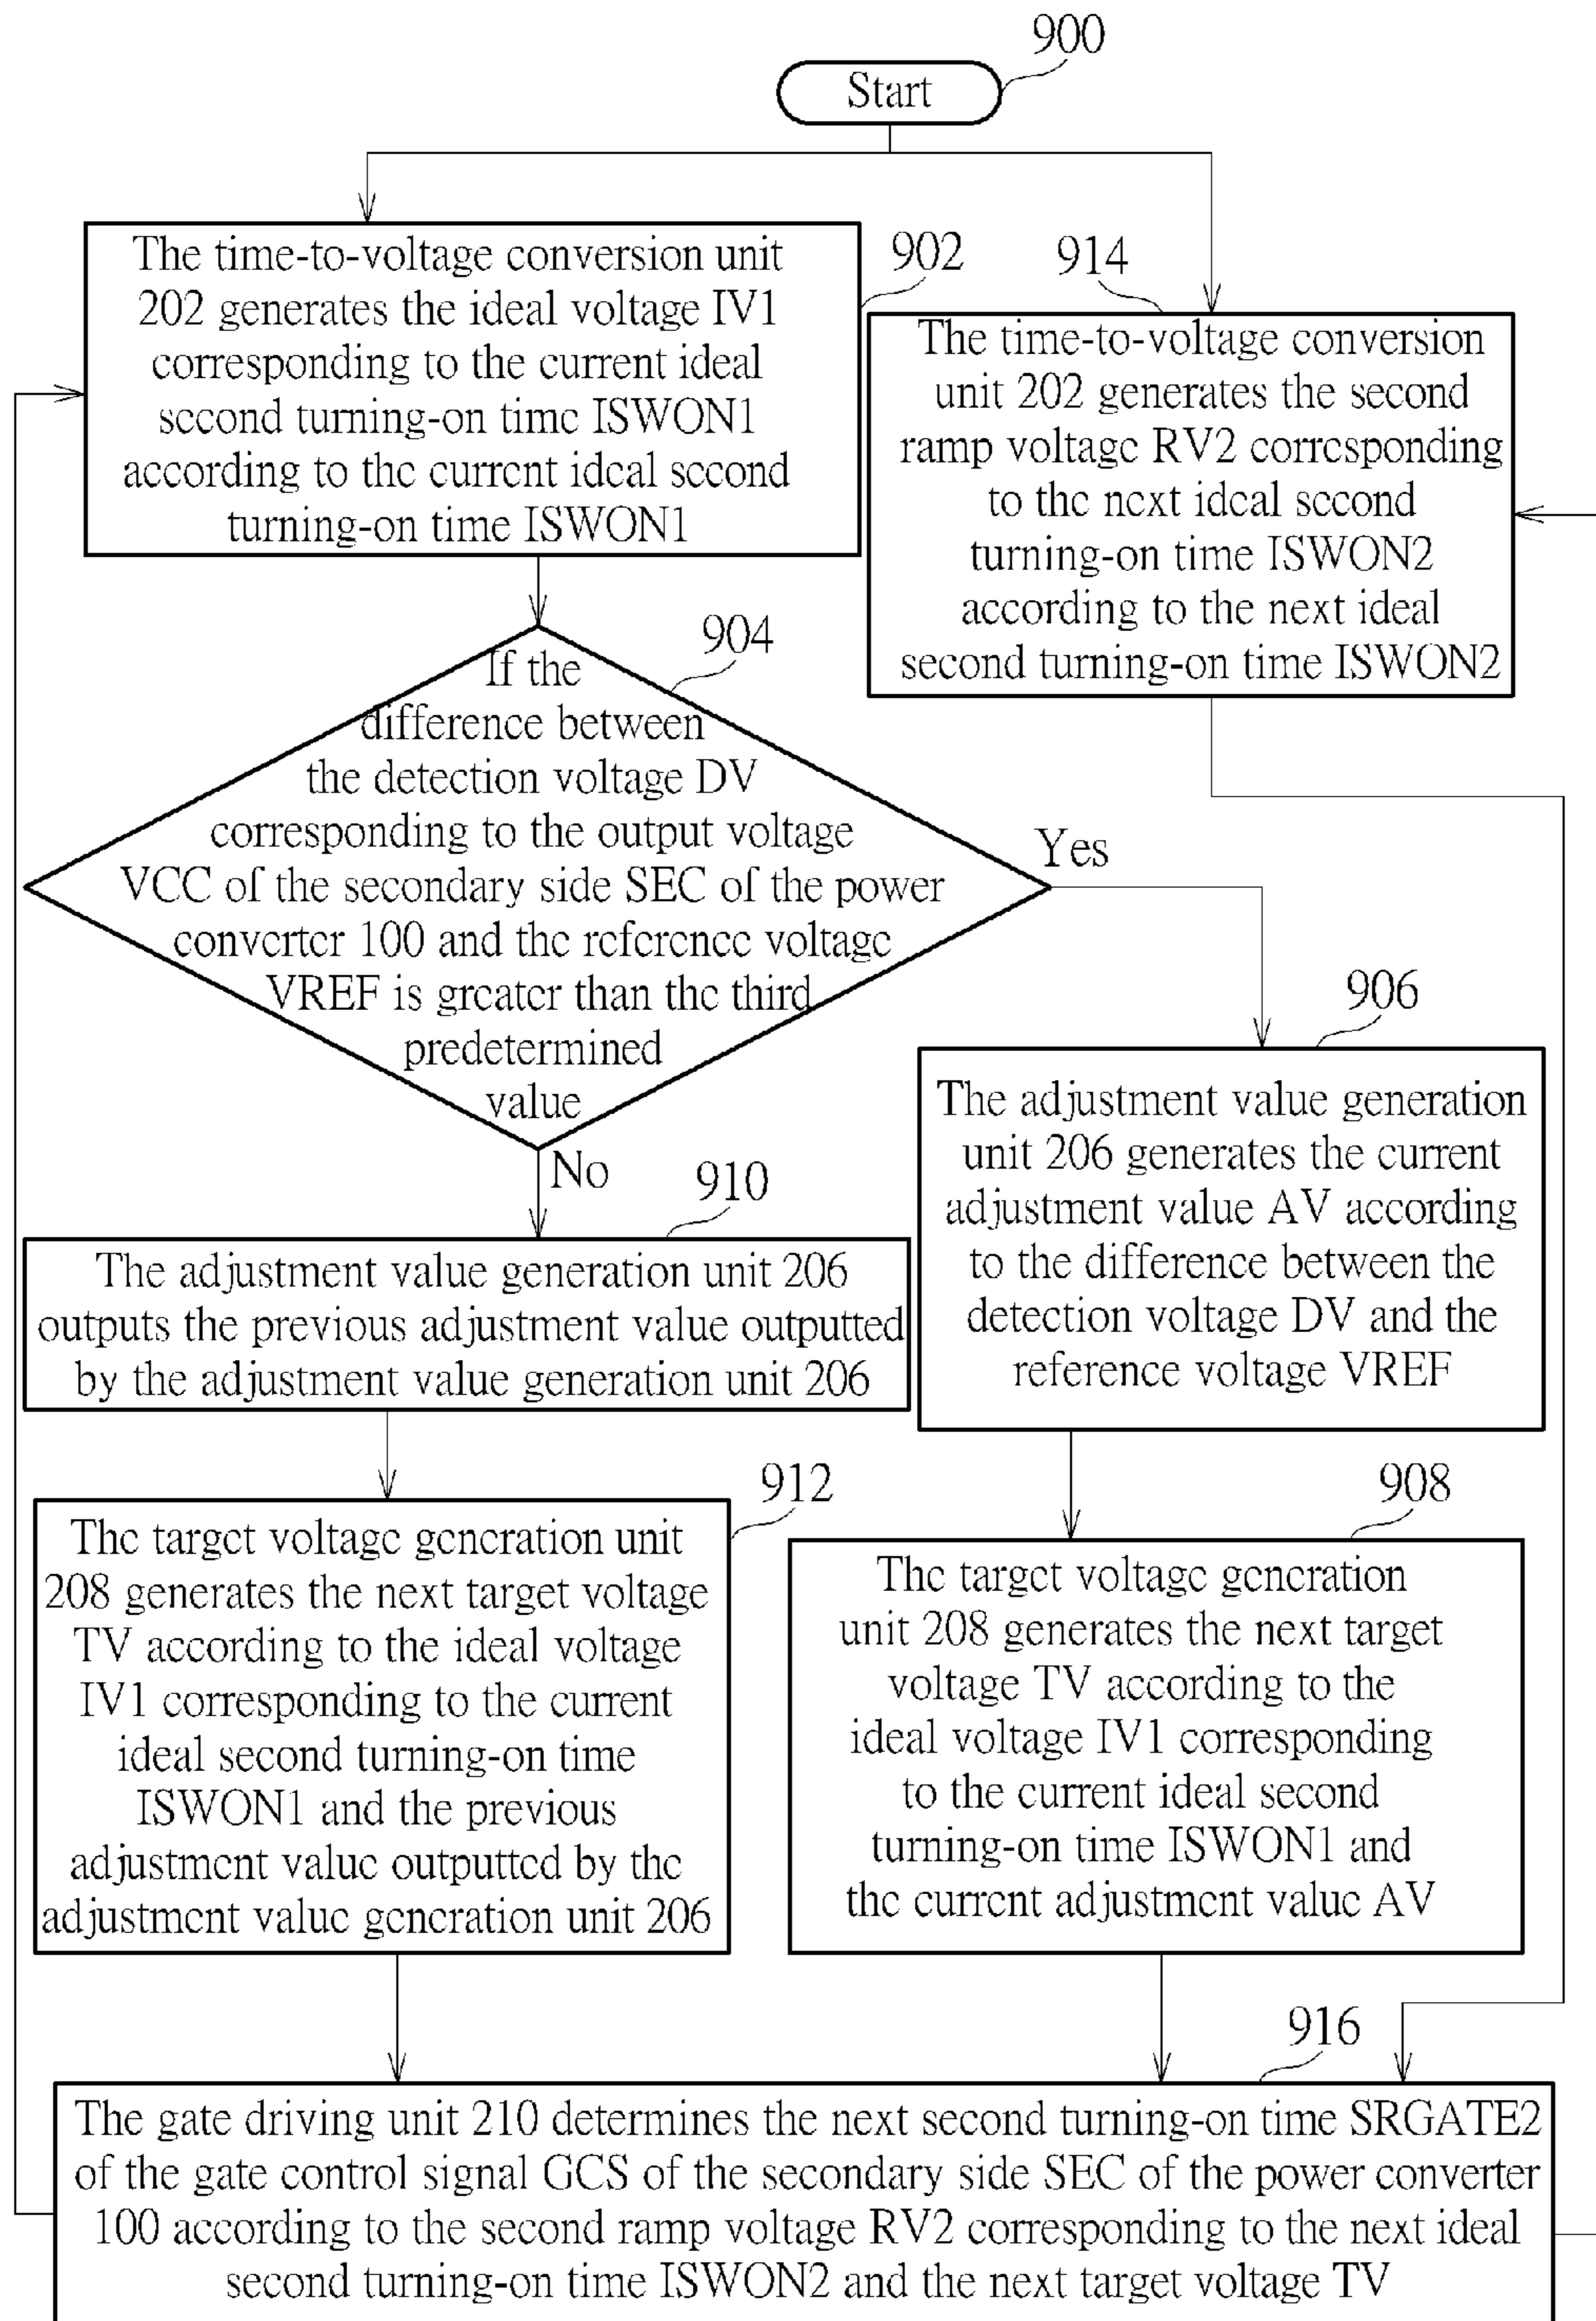 900
Start
902
The time-to-voltage conversion unit
202 generates the ideal voltage IV1
corresponding to the current ideal
second turning-on time ISWON1
according to the current ideal second
turning-on time ISWON1
914
The time-to-voltage conversion
unit 202 generates the second
ramp voltage RV2 corresponding
to the next ideal second
turning-on time ISWON2
according to the next ideal
second turning-on time ISWON2
904
If the
difference between
the detection voltage DV
corresponding to the output voltage
VCC of the secondary side SEC of the power
converter 100 and the reference voltage
VREF is greater than the third
predetermined
value
Yes
No
906
The adjustment value generation
unit 206 generates the current
adjustment value AV according
to the difference between the
detection voltage DV and the
reference voltage VREF
910
The adjustment value generation unit 206
outputs the previous adjustment value outputted
by the adjustment value generation unit 206
912
The target voltage generation unit
208 generates the next target voltage
TV according to the ideal voltage
IV1 corresponding to the current
ideal second turning-on time
ISWON1 and the previous
adjustment value outputted by the
adjustment value generation unit 206
908
The target voltage generation
unit 208 generates the next target
voltage TV according to the
ideal voltage IV1 corresponding
to the current ideal second
turning-on time ISWON1 and
the current adjustment value AV
916
The gate driving unit 210 determines the next second turning-on time SRGATE2
of the gate control signal GCS of the secondary side SEC of the power converter
100 according to the second ramp voltage RV2 corresponding to the next ideal
second turning-on time ISWON2 and the next target voltage TV